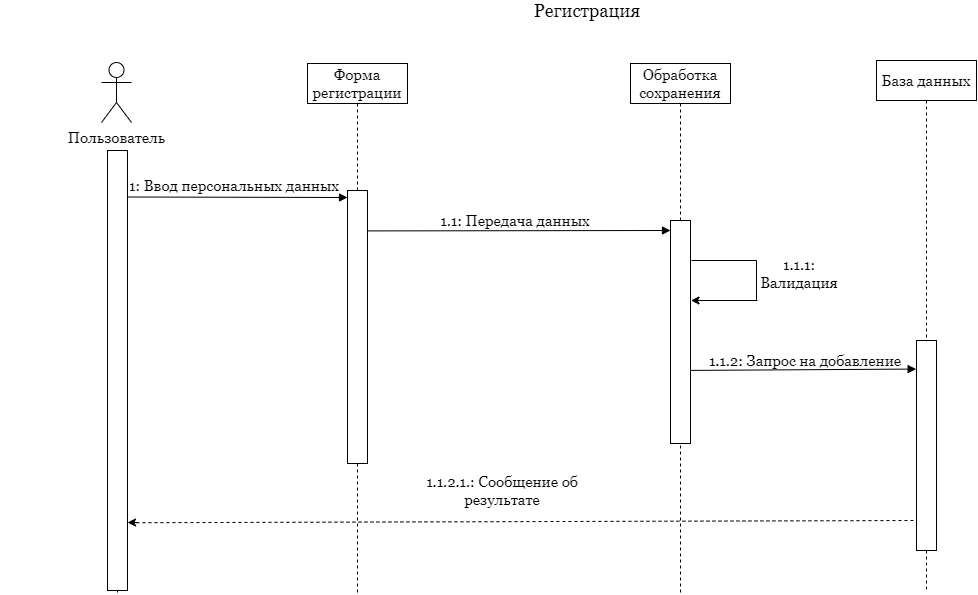 Регистрация
Форма
регистрации
Обработка
сохранения
База данных
Пользователь
1: Ввод персональных данных
1.1: Передача данных
1.1.1:
Валидация
1.1.2: Запрос на добавление
1.1.2.1.: Сообщение об
результате